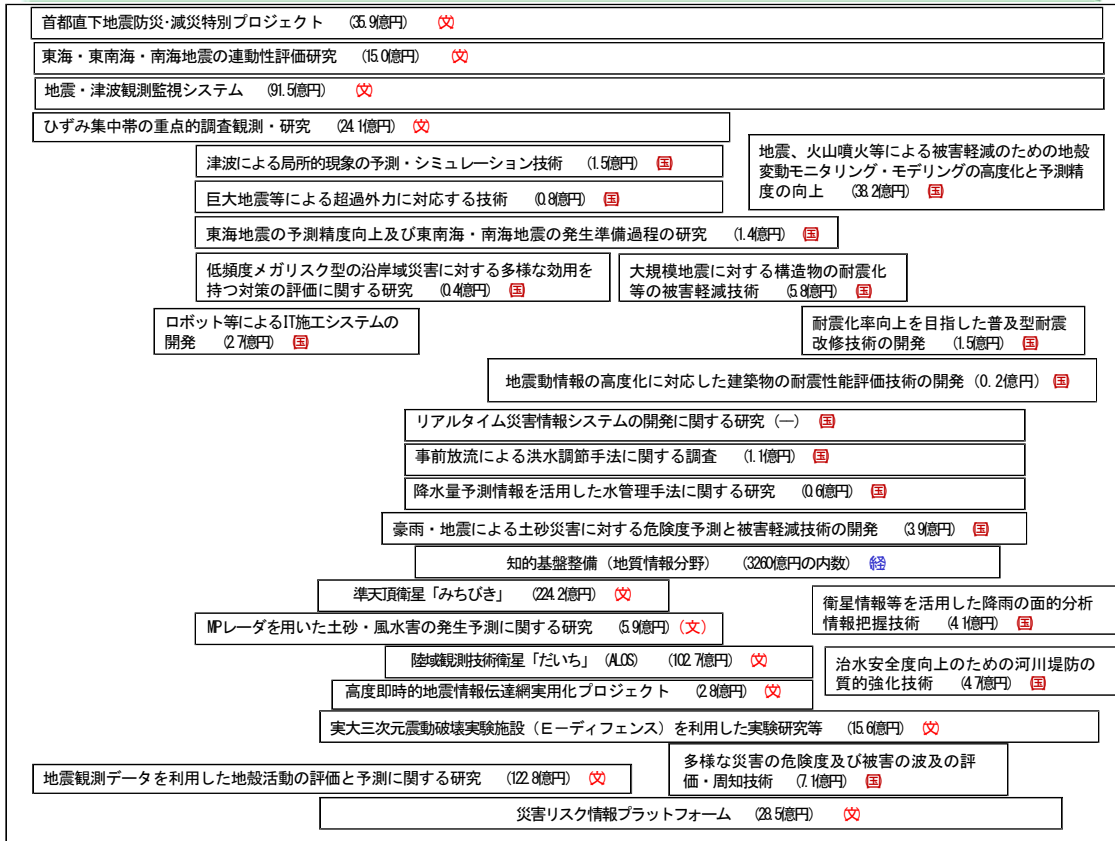 首都直下地震防災・減災特別プロジェクト (35.9億円) (文)
東海・東南海・南海地震の連動性評価研究 (15.0億円) (文)
地震・津波観測監視システム (91.5億円) (文)
ひずみ集中帯の重点的調査観測・研究 (24.1億円) (文)
津波による局所的現象の予測・シミュレーション技術 (1.5億円) (国)
地震、火山噴火等による被害軽減のための地殻
変動モニタリング・モデリングの高度化と予測精
度の向上 (38.2億円) (国)
巨大地震等による超過外力に対応する技術 (0.8億円) (国)
東海地震の予測精度向上及び東南海・南海地震の発生準備過程の研究 (1.4億円) (国)
低頻度メガリスク型の沿岸域災害に対する多様な効用を
持つ対策の評価に関する研究 (0.4億円) (国)
大規模地震に対する構造物の耐震化
等の被害軽減技術 (5.8億円) (国)
ロボット等によるIT施工システムの
開発 (2.7億円) (国)
耐震化率向上を目指した普及型耐震
改修技術の開発 (1.5億円) (国)
地震動情報の高度化に対応した建築物の耐震性能評価技術の開発(0.2億円) (国)
リアルタイム災害情報システムの開発に関する研究(―) (国)
事前放流による洪水調節手法に関する調査 (1.1億円) (国)
降水量予測情報を活用した水管理手法に関する研究 (0.6億円) (国)
豪雨・地震による土砂災害に対する危険度予測と被害軽減技術の開発 (3.9億円) (国)
知的基盤整備(地質情報分野) (3260億円の内数) (経)
準天頂衛星「みちびき」 (224.2億円) (文)
衛星情報等を活用した降雨の面的分析
情報把握技術 (4.1億円) (国)
MPレーダを用いた土砂・風水害の発生予測に関する研究 (5.9億円)(文)
陸域観測技術衛星「だいち」(ALOS) (102.7億円) (文)
治水安全度向上のための河川堤防の
質的強化技術 (4.7億円) (国)
高度即時的地震情報伝達網実用化プロジェクト (2.8億円) (文)
実大三次元震動破壊実験施設(E-ディフェンス)を利用した実験研究等 (15.6億円) (文)
多様な災害の危険度及び被害の波及の評
価・周知技術 (7.1億円) (国)
地震観測データを利用した地殻活動の評価と予測に関する研究 (122.8億円) (文)
災害リスク情報プラットフォーム (28.5億円) (文)